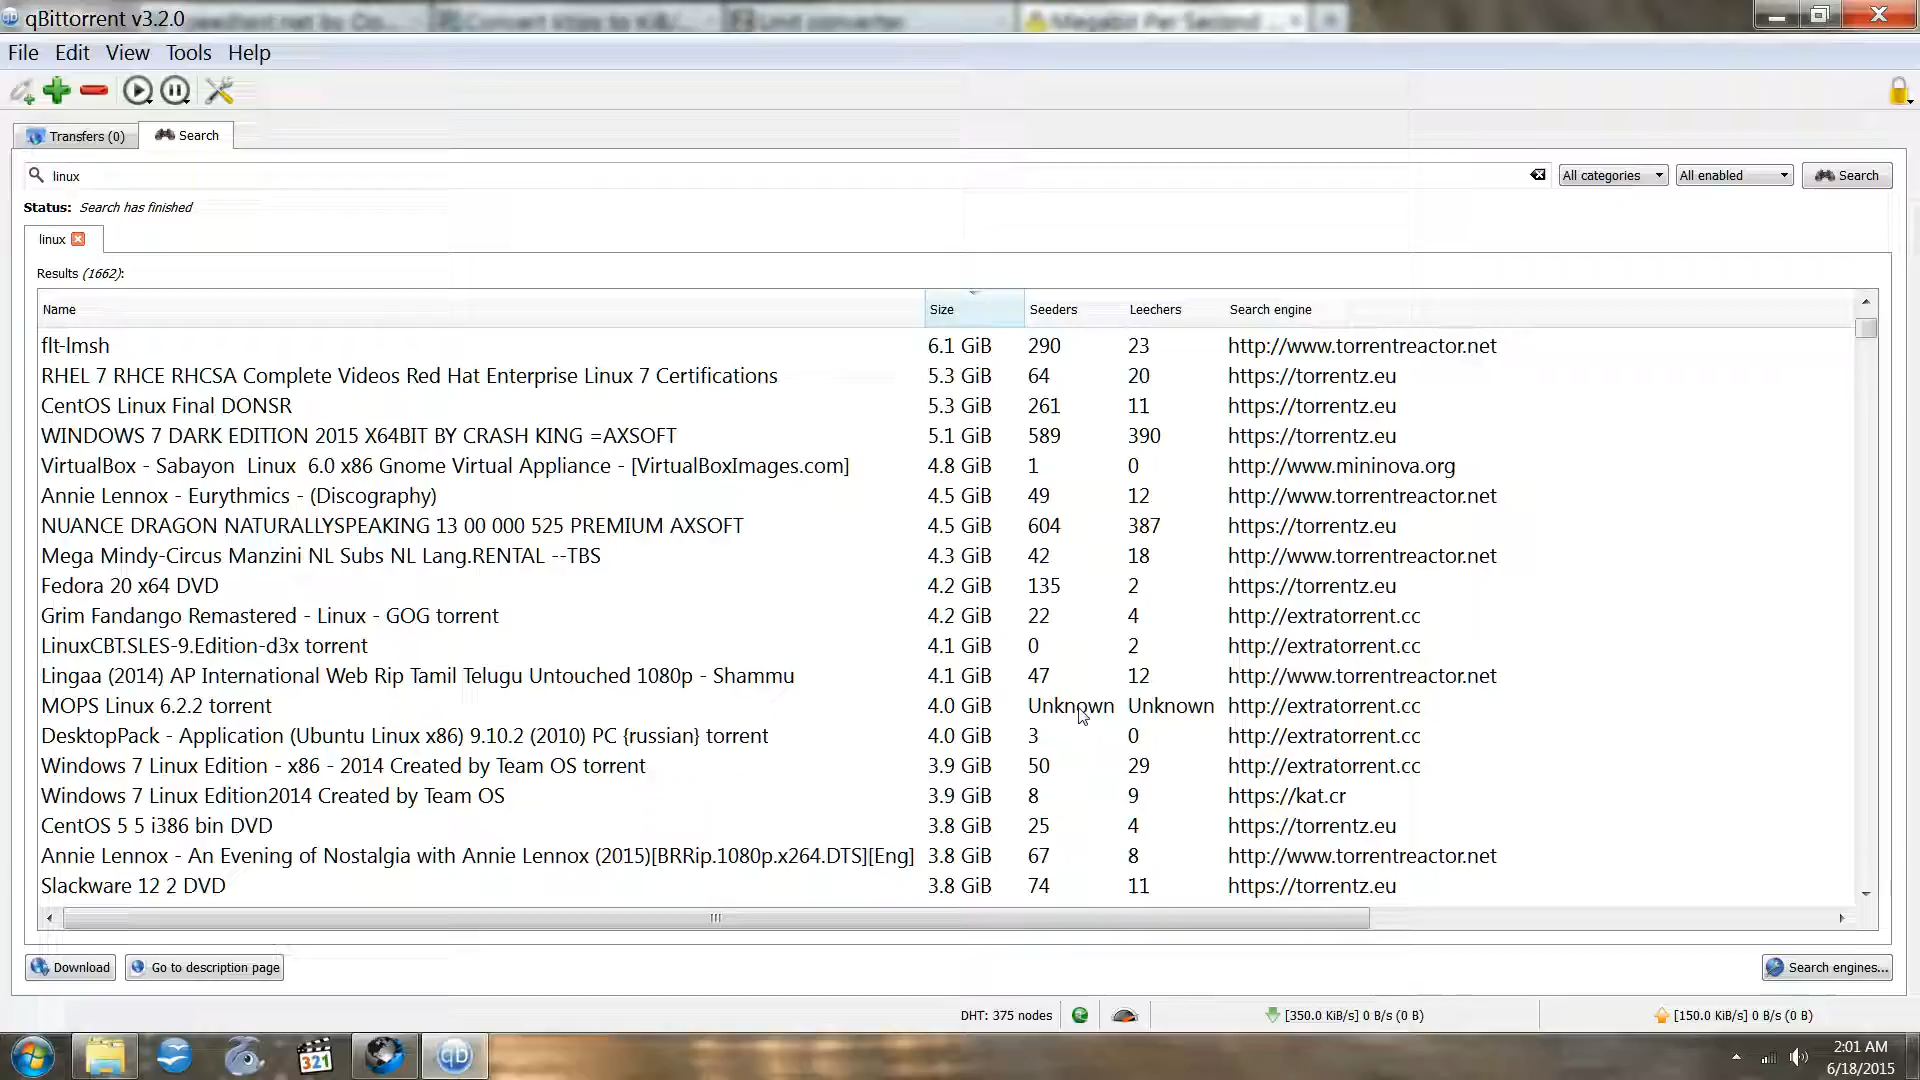 qBittorrent v3.2.0
Convert kbps to KiB/
Unit converter
Megabit Per Second
File Edit View Tools Help
Transfers (0) Search
linux All categories All enabled Search
Status: Search has finished
linux
Results (1662):
Name Size Seeders Leechers Search engine
flt-lmsh 6.1 GiB 290 23 http://www.torrentreactor.net
RHEL 7 RHCE RHCSA Complete Videos Red Hat Enterprise Linux 7 Certifications 5.3 GiB 64 20 https://torrentz.eu
CentOS Linux Final DONSR 5.3 GiB 261 11 https://torrentz.eu
WINDOWS 7 DARK EDITION 2015 X64BIT BY CRASH KING =AXSOFT 5.1 GiB 589 390 https://torrentz.eu
VirtualBox - Sabayon  Linux  6.0 x86 Gnome Virtual Appliance - [VirtualBoxImages.com] 4.8 GiB 1 0 http://www.mininova.org
Annie Lennox - Eurythmics - (Discography) 4.5 GiB 49 12 http://www.torrentreactor.net
NUANCE DRAGON NATURALLYSPEAKING 13 00 000 525 PREMIUM AXSOFT 4.5 GiB 604 387 https://torrentz.eu
Mega Mindy-Circus Manzini NL Subs NL Lang.RENTAL --TBS 4.3 GiB 42 18 http://www.torrentreactor.net
Fedora 20 x64 DVD 4.2 GiB 135 2 https://torrentz.eu
Grim Fandango Remastered - Linux - GOG torrent 4.2 GiB 22 4 http://extratorrent.cc
LinuxCBT.SLES-9.Edition-d3x torrent 4.1 GiB 0 2 http://extratorrent.cc
Lingaa (2014) AP International Web Rip Tamil Telugu Untouched 1080p - Shammu 4.1 GiB 47 12 http://www.torrentreactor.net
MOPS Linux 6.2.2 torrent 4.0 GiB Unknown Unknown http://extratorrent.cc
DesktopPack - Application (Ubuntu Linux x86) 9.10.2 (2010) PC {russian} torrent 4.0 GiB 3 0 http://extratorrent.cc
Windows 7 Linux Edition - x86 - 2014 Created by Team OS torrent 3.9 GiB 50 29 http://extratorrent.cc
Windows 7 Linux Edition2014 Created by Team OS 3.9 GiB 8 9 https://kat.cr
CentOS 5 5 i386 bin DVD 3.8 GiB 25 4 https://torrentz.eu
Annie Lennox - An Evening of Nostalgia with Annie Lennox (2015)[BRRip.1080p.x264.DTS][Eng] 3.8 GiB 67 8 http://www.torrentreactor.net
Slackware 12 2 DVD 3.8 GiB 74 11 https://torrentz.eu
Download Go to description page Search engines...
DHT: 375 nodes [350.0 KiB/s] 0 B/s (0 B) [150.0 KiB/s] 0 B/s (0 B)
321 qb 2:01 AM
6/18/2015